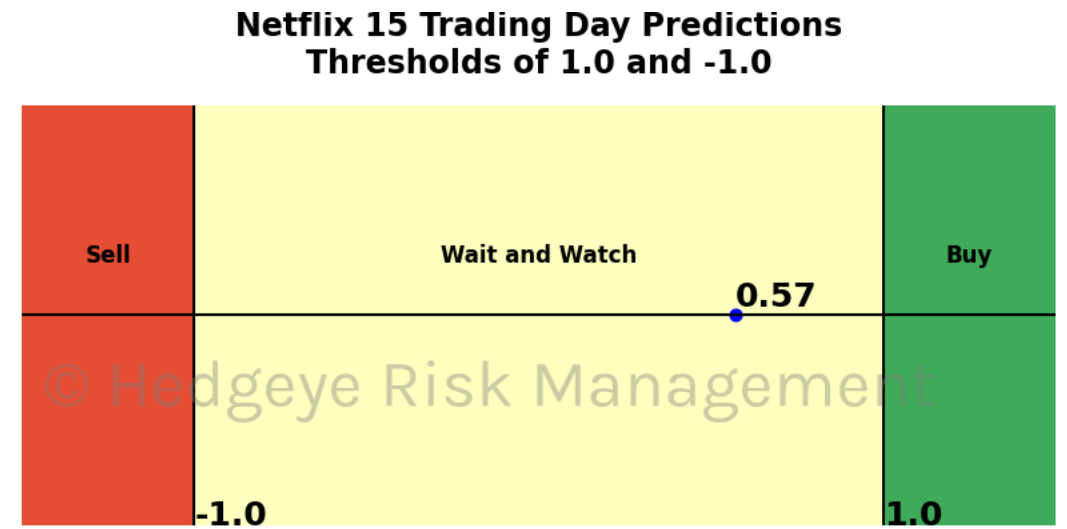 Netflix 15 Trading Day Predictions
Thresholds of 1.0 and -1.0
Sell
Wait and Watch
Buy
0.57
© Hedgeye Risk Management
-1.0
1.0